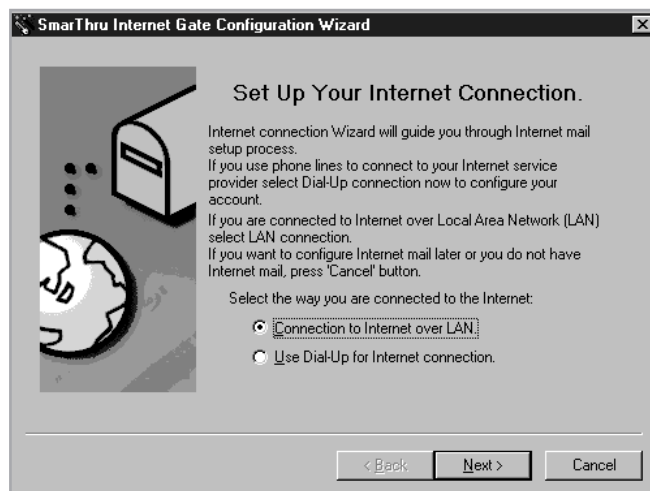 SmarThru Internet Gate Configuration Wizard
Set Up Your Internet Connection.
Internet connection Wizard will guide you through Internet mail
setup process.
If you use phone lines to connect to your Internet service
provider select Dial-Up connection now to configure your
account.
If you are connected to Internet over Local Area Network (LAN)
select LAN connection.
If you want to configure Internet mail later or you do not have
Internet mail, press 'Cancel' button.
Select the way you are connected to the Internet:
Connection to Internet over LAN.
Use Dial-Up for Internet connection.
< Back
Next >
Cancel